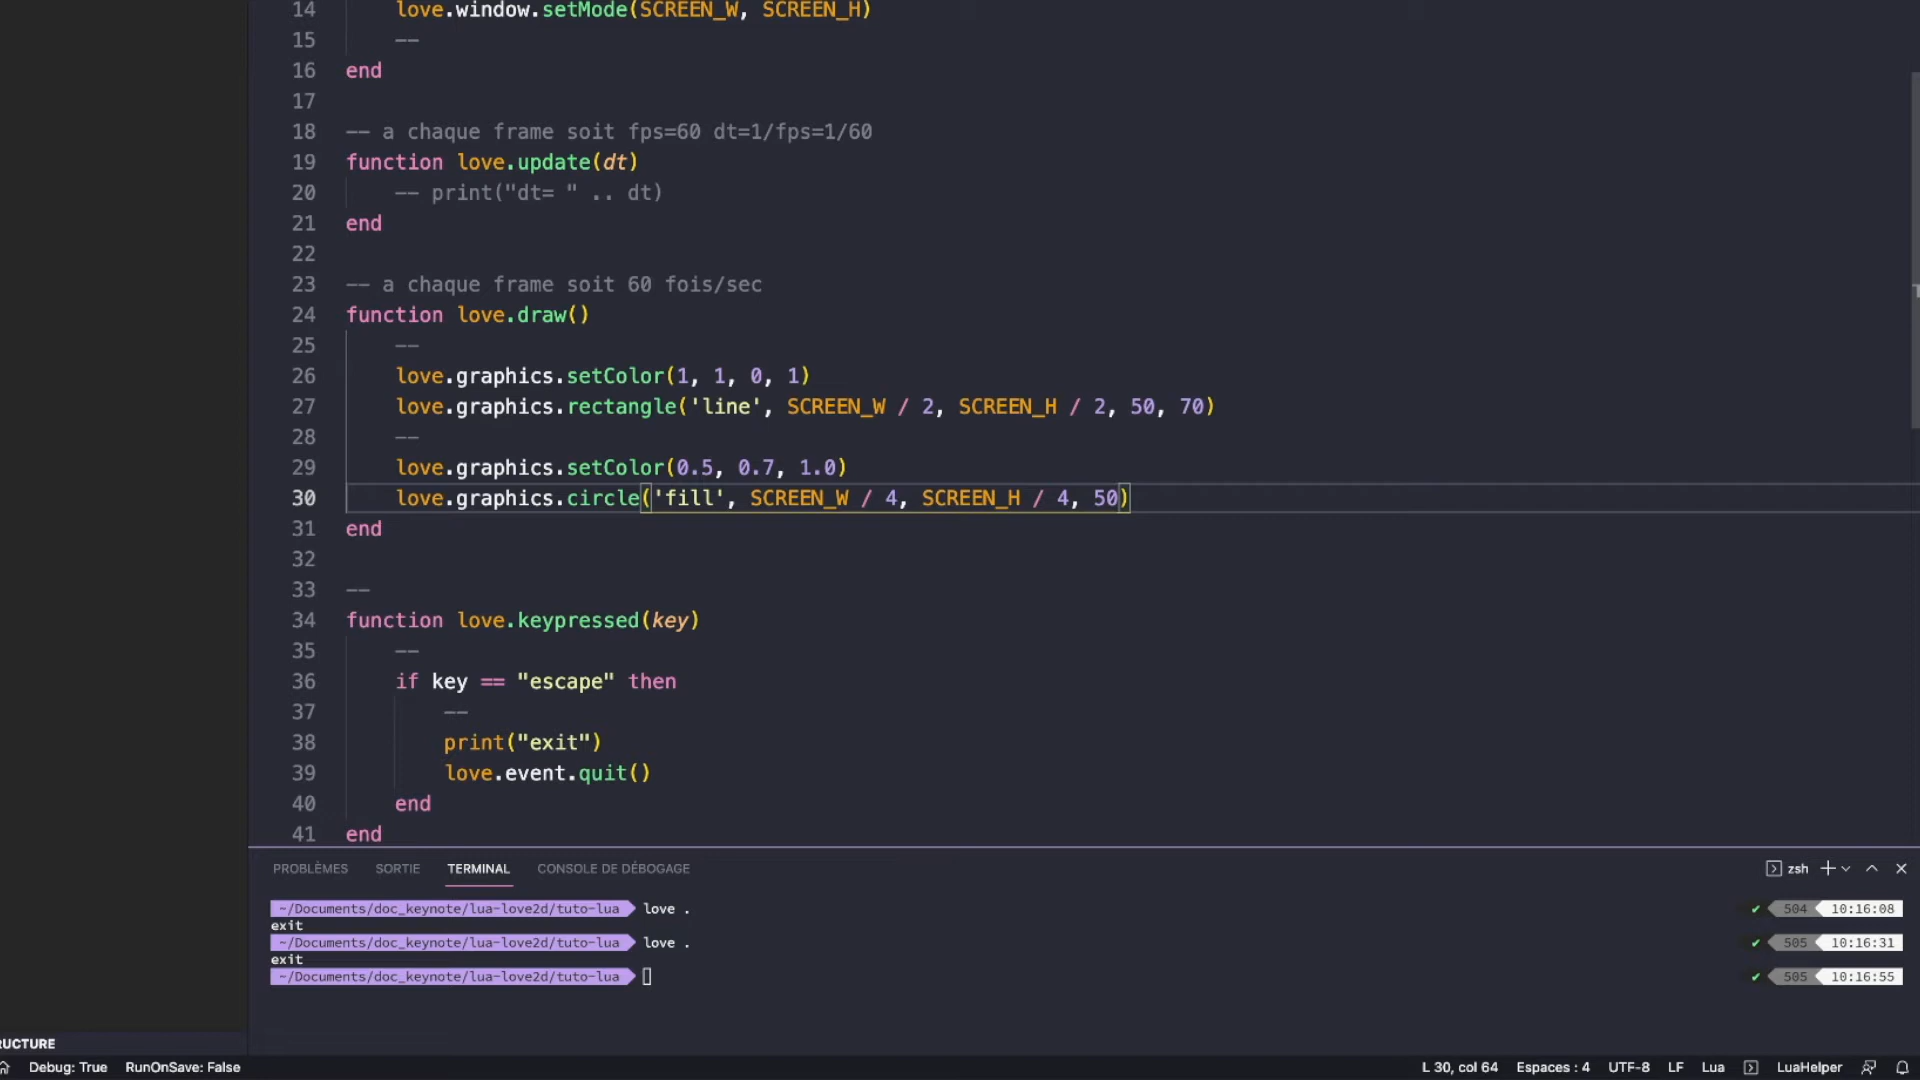 14 love.window.setMode(SCREEN_W, SCREEN_H)
15 --
16 end
17
18 -- a chaque frame soit fps=60 dt=1/fps=1/60
19 function love.update(dt)
20 -- print("dt= " .. dt)
21 end
22
23 -- a chaque frame soit 60 fois/sec
24 function love.draw()
25 --
26 love.graphics.setColor(1, 1, 0, 1)
27 love.graphics.rectangle('line', SCREEN_W / 2, SCREEN_H / 2, 50, 70)
28 --
29 love.graphics.setColor(0.5, 0.7, 1.0)
30 love.graphics.circle('fill', SCREEN_W / 4, SCREEN_H / 4, 50)
31 end
32
33 --
34 function love.keypressed(key)
35 --
36 if key == "escape" then
37 --
38 print("exit")
39 love.event.quit()
40 end
41 end
PROBLÈMES SORTIE TERMINAL CONSOLE DE DÉBOGAGE zsh
~/Documents/doc_keynote/lua-love2d/tuto-lua love . ✔ 504 10:16:08
exit
~/Documents/doc_keynote/lua-love2d/tuto-lua love . ✔ 505 10:16:31
exit
~/Documents/doc_keynote/lua-love2d/tuto-lua ✔ 505 10:16:55
RUCTURE
Debug: True RunOnSave: False L 30, col 64 Espaces : 4 UTF-8 LF Lua LuaHelper